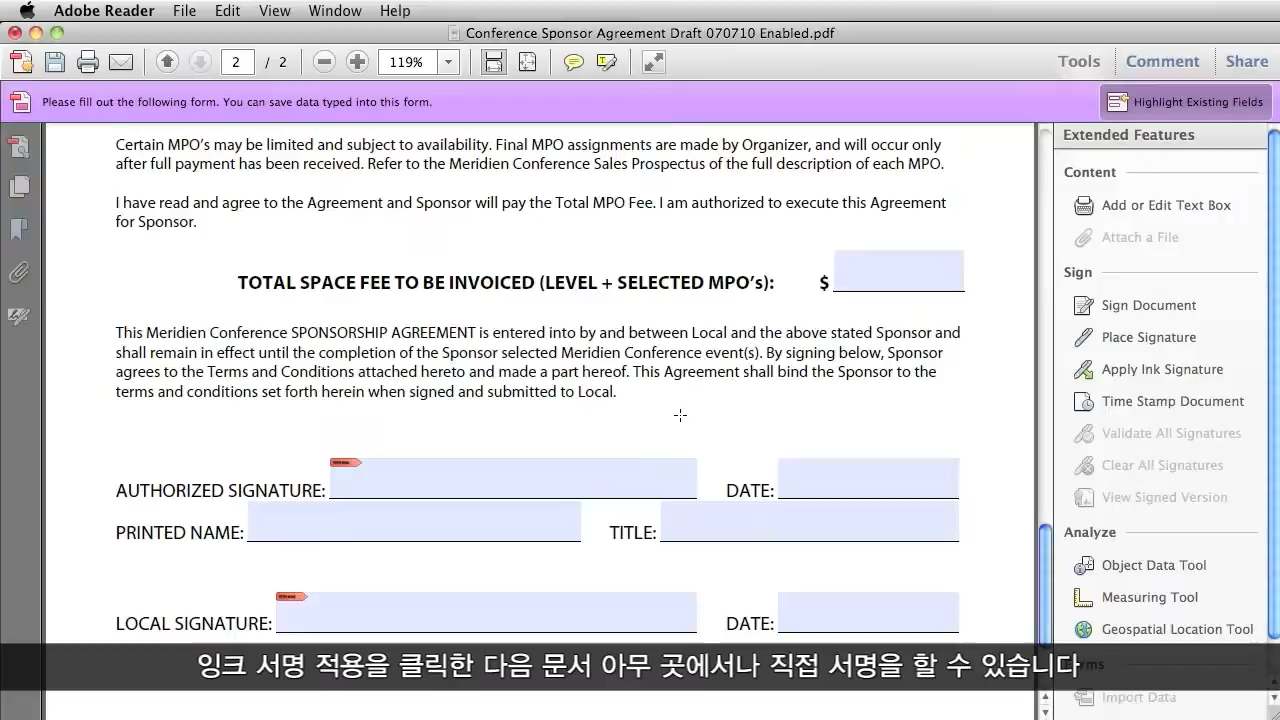 Adobe Reader File Edit View Window Help
Conference Sponsor Agreement Draft 070710 Enabled.pdf
2 / 2 119% Tools Comment Share
Please fill out the following form. You can save data typed into this form. Highlight Existing Fields
Certain MPO's may be limited and subject to availability. Final MPO assignments are made by Organizer, and will occur only
after full payment has been received. Refer to the Meridien Conference Sales Prospectus of the full description of each MPO.
I have read and agree to the Agreement and Sponsor will pay the Total MPO Fee. I am authorized to execute this Agreement
for Sponsor.
TOTAL SPACE FEE TO BE INVOICED (LEVEL + SELECTED MPO's): $
This Meridien Conference SPONSORSHIP AGREEMENT is entered into by and between Local and the above stated Sponsor and
shall remain in effect until the completion of the Sponsor selected Meridien Conference event(s). By signing below, Sponsor
agrees to the Terms and Conditions attached hereto and made a part hereof. This Agreement shall bind the Sponsor to the
terms and conditions set forth herein when signed and submitted to Local.
AUTHORIZED SIGNATURE: DATE:
PRINTED NAME: TITLE:
LOCAL SIGNATURE: DATE:
Extended Features
Content
Add or Edit Text Box
Attach a File
Sign
Sign Document
Place Signature
Apply Ink Signature
Time Stamp Document
Validate All Signatures
Clear All Signatures
View Signed Version
Analyze
Object Data Tool
Measuring Tool
Geospatial Location Tool
잉크 서명 적용을 클릭한 다음 문서 아무 곳에서나 직접 서명을 할 수 있습니다
Import Data